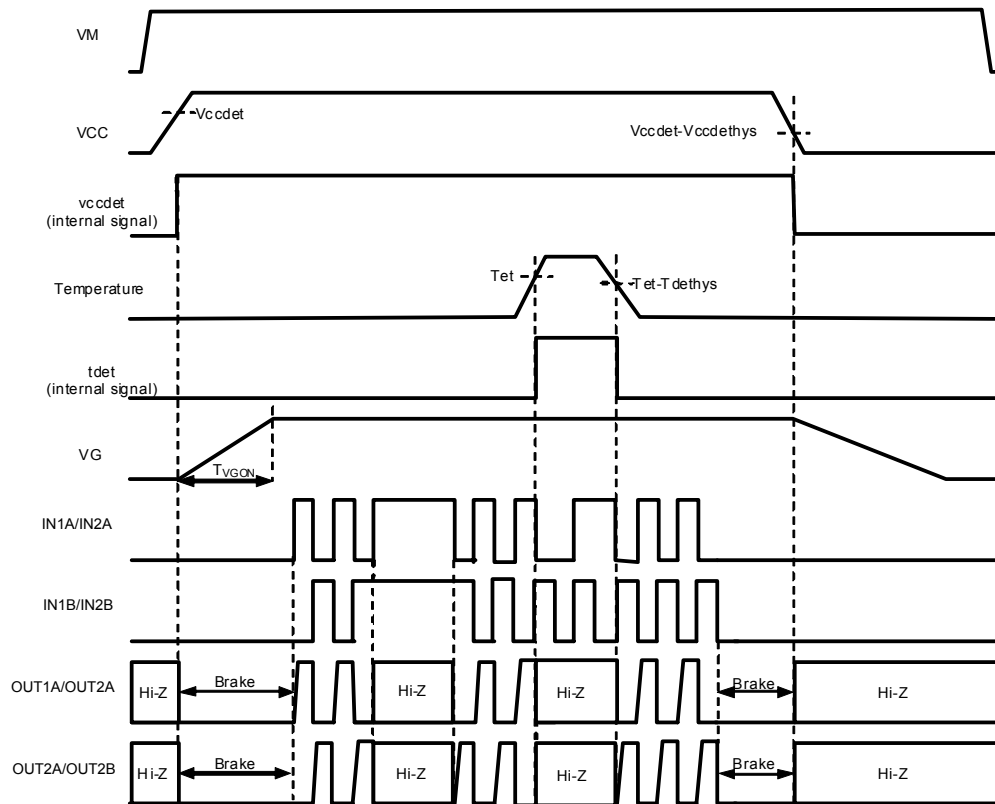 VM
Vccdet
VCC
Vccdet-Vccdethys
vccdet
(internal signal)
Tet
Tet-Tdethys
Temperature
tdet
(internal signal)
VG
TVGON
IN1A/IN2A
IN1B/IN2B
OUT1A/OUT2A
Hi-Z
Brake
Hi-Z
Hi-Z
Brake
Hi-Z
OUT2A/OUT2B
Hi-Z
Brake
Hi-Z
Hi-Z
Brake
Hi-Z